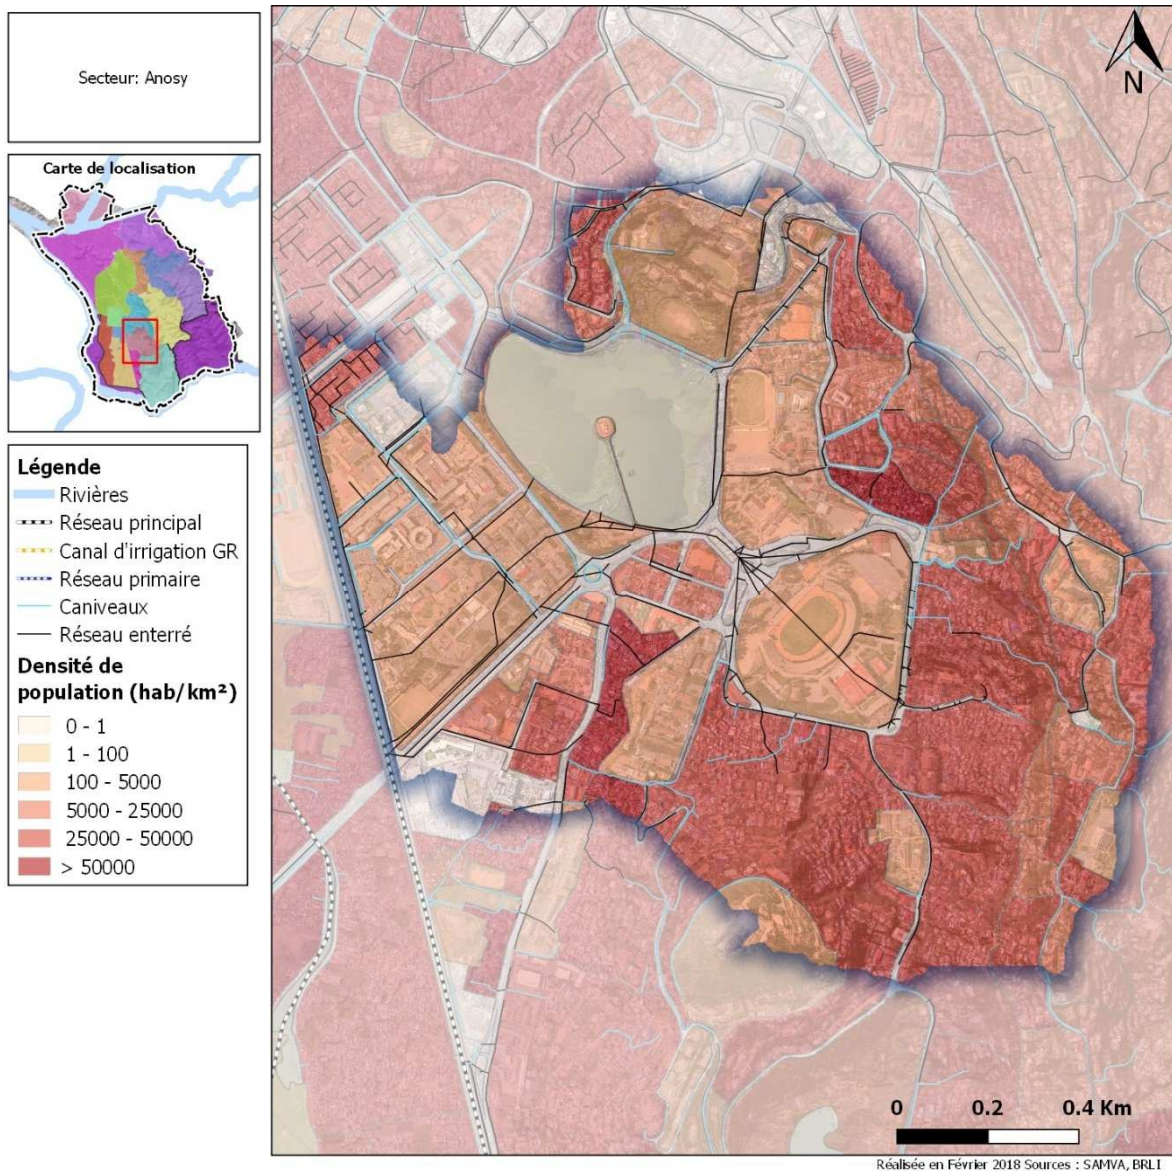 Secteur: Anosy
Carte de localisation
Légende
Rivières
Réseau principal
Canal d'irrigation GR
Réseau primaire
Caniveaux
Réseau enterré
Densité de
population (hab/km²)
0 - 1
1 - 100
100 - 5000
5000 - 25000
25000 - 50000
> 50000
N
0 0.2 0.4 Km
Réalisée en Février 2018 Sources : SAMVA, BRLI